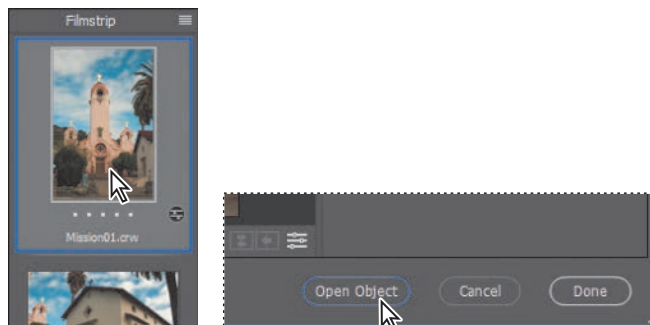 Filmstrip
Mission01.crw
Open Object
Cancel
Done